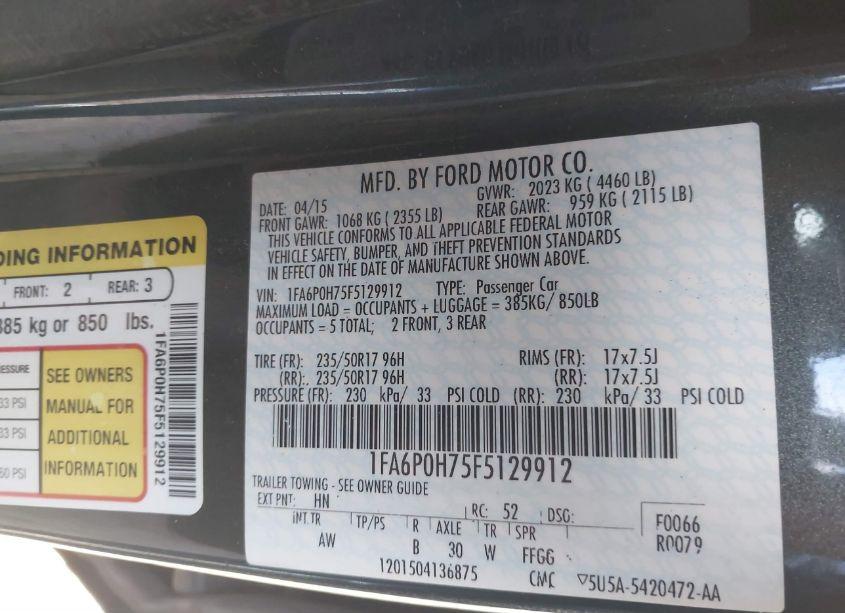 DING INFORMATION
FRONT: 2 REAR: 3
385 kg or 850 lbs.
ESSURE
33 PSI
33 PSI
60 PSI
SEE OWNERS
MANUAL FOR
ADDITIONAL
INFORMATION
1FA6P0H75F5129912
MFD. BY FORD MOTOR CO.
DATE: 04/15 GVWR: 2023 KG ( 4460 LB)
FRONT GAWR: 1068 KG ( 2355 LB) REAR GAWR: 959 KG ( 2115 LB)
THIS VEHICLE CONFORMS TO ALL APPLICABLE FEDERAL MOTOR
VEHICLE SAFETY, BUMPER, AND THEFT PREVENTION STANDARDS
IN EFFECT ON THE DATE OF MANUFACTURE SHOWN ABOVE.
VIN: 1FA6P0H75F5129912 TYPE: Passenger Car
MAXIMUM LOAD = OCCUPANTS + LUGGAGE = 385KG/ 850LB
OCCUPANTS = 5 TOTAL; 2 FRONT, 3 REAR
TIRE (FR): 235/50R17 96H RIMS (FR): 17x7.5J
(RR): 235/50R17 96H (RR): 17x7.5J
PRESSURE (FR): 230 kPa/ 33 PSI COLD (RR): 230 kPa/ 33 PSI COLD
1FA6P0H75F5129912
TRAILER TOWING - SEE OWNER GUIDE
EXT PNT: HN RC: 52 DSG:
INT TR TP/PS R AXLE TR SPR
AW B 30 W FFGG
F0066
R0079
1201504136875 CMC ▽5U5A-5420472-AA